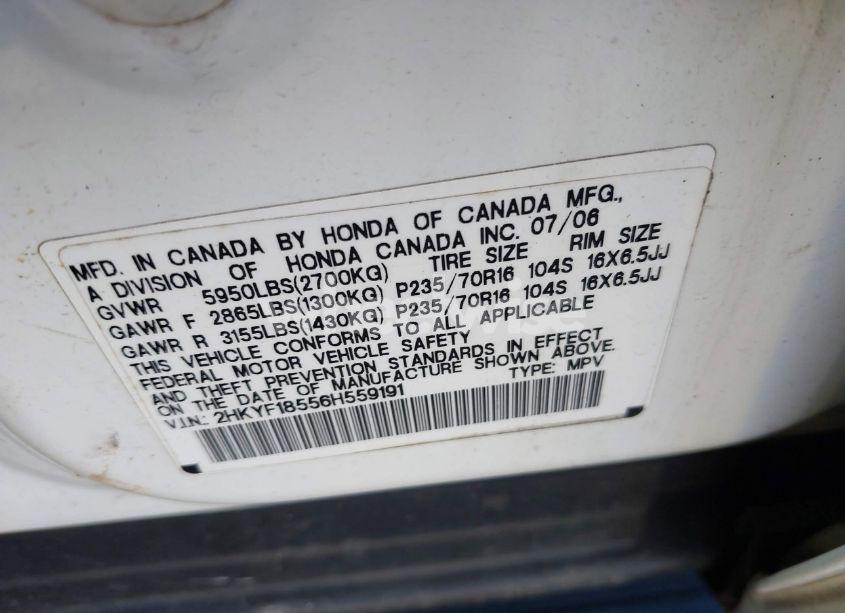 MFD. IN CANADA BY HONDA OF CANADA MFG.,
A DIVISION OF HONDA CANADA INC. 07/06
GVWR 5950LBS(2700KG) TIRE SIZE RIM SIZE
GAWR F 2865LBS(1300KG) P235/70R16 104S 16X6.5JJ
GAWR R 3155LBS(1430KG) P235/70R16 104S 16X6.5JJ
THIS VEHICLE CONFORMS TO ALL APPLICABLE
FEDERAL MOTOR VEHICLE SAFETY
AND THEFT PREVENTION STANDARDS IN EFFECT
ON THE DATE OF MANUFACTURE SHOWN ABOVE.
V.I.N.: 2HKYF18556H559191 TYPE: MPV